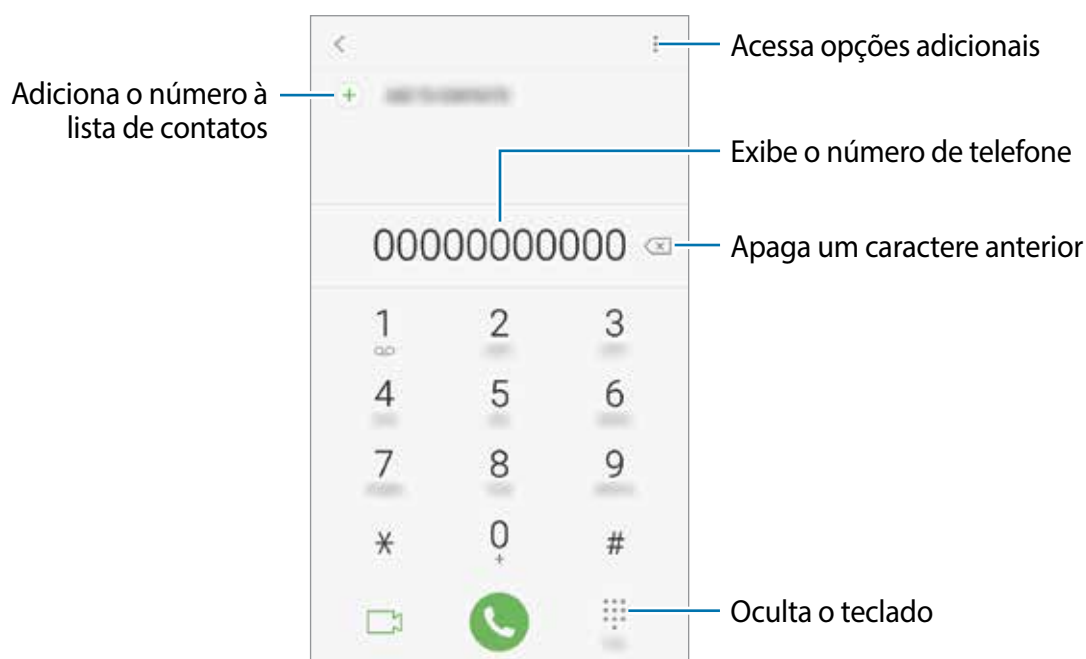 Acessa opções adicionais
Adiciona o número à
lista de contatos
Exibe o número de telefone
00000000000
Apaga um caractere anterior
1 2 3
4 5 6
7 8 9
* 0 #
+
Oculta o teclado